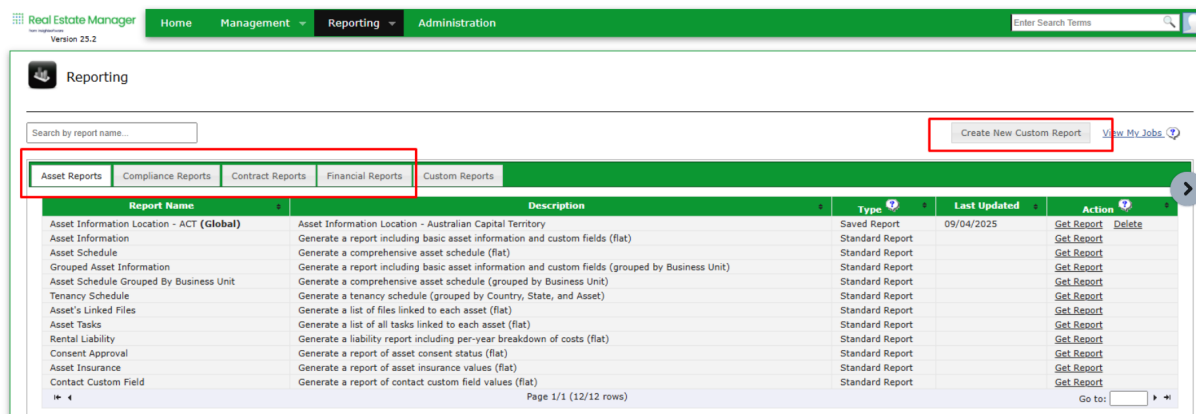 Real Estate Manager
Version 25.2
Home Management Reporting Administration
Enter Search Terms
Reporting
Search by report name...
Create New Custom Report View My Jobs ?
Asset Reports Compliance Reports Contract Reports Financial Reports Custom Reports
Report Name Description Type ? Last Updated Action ?
Asset Information Location - ACT (Global) Asset Information Location - Australian Capital Territory Saved Report 09/04/2025 Get Report Delete
Asset Information Generate a report including basic asset information and custom fields (flat) Standard Report Get Report
Asset Schedule Generate a comprehensive asset schedule (flat) Standard Report Get Report
Grouped Asset Information Generate a report including basic asset information and custom fields (grouped by Business Unit) Standard Report Get Report
Asset Schedule Grouped By Business Unit Generate a comprehensive asset schedule (grouped by Business Unit) Standard Report Get Report
Tenancy Schedule Generate a tenancy schedule (grouped by Country, State, and Asset) Standard Report Get Report
Asset's Linked Files Generate a list of files linked to each asset (flat) Standard Report Get Report
Asset Tasks Generate a list of all tasks linked to each asset (flat) Standard Report Get Report
Rental Liability Generate a liability report including per-year breakdown of costs (flat) Standard Report Get Report
Consent Approval Generate a report of asset consent status (flat) Standard Report Get Report
Asset Insurance Generate a report of asset insurance values (flat) Standard Report Get Report
Contact Custom Field Generate a report of contact custom field values (flat) Standard Report Get Report
Page 1/1 (12/12 rows) Go to: